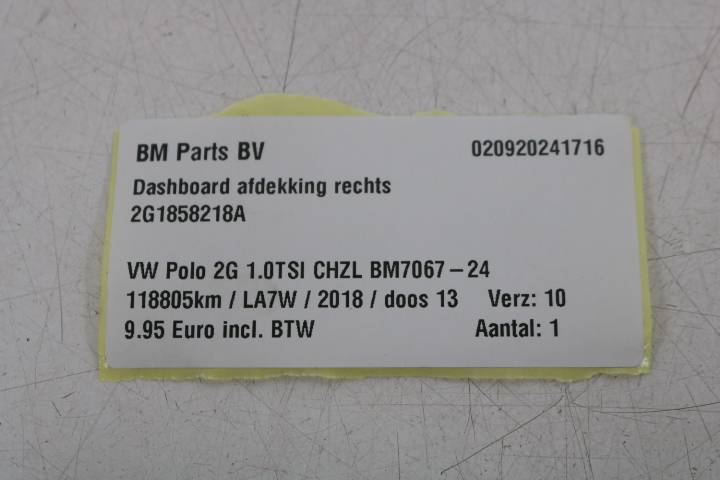 BM Parts BV 020920241716
Dashboard afdekking rechts
2G1858218A
VW Polo 2G 1.0TSI CHZL BM7067-24
118805km / LA7W / 2018 / doos 13 Verz: 10
9.95 Euro incl. BTW Aantal: 1